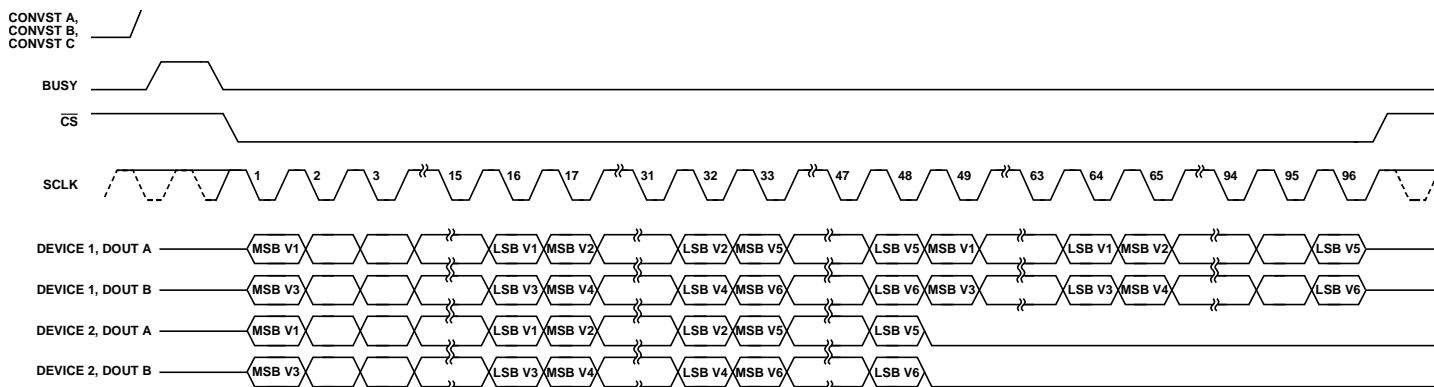 CONVST A,
CONVST B,
CONVST C
BUSY
CS
SCLK 1 2 3 15 16 17 31 32 33 47 48 49 63 64 65 94 95 96
DEVICE 1, DOUT A MSB V1 LSB V1 MSB V2 LSB V2 MSB V5 LSB V5 MSB V1 LSB V1 MSB V2 LSB V5
DEVICE 1, DOUT B MSB V3 LSB V3 MSB V4 LSB V4 MSB V6 LSB V6 MSB V3 LSB V3 MSB V4 LSB V6
DEVICE 2, DOUT A MSB V1 LSB V1 MSB V2 LSB V2 MSB V5 LSB V5
DEVICE 2, DOUT B MSB V3 LSB V3 MSB V4 LSB V4 MSB V6 LSB V6